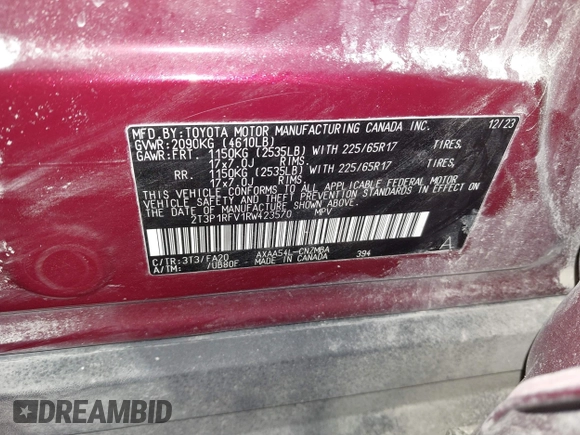 MFD.BY:TOYOTA MOTOR MANUFACTURING CANADA INC. 12/23
GVWR:2090KG (4610LB)
GAWR:FRT. 1150KG (2535LB) WITH 225/65R17 TIRES,
17x7.0J RIMS.
RR. 1150KG (2535LB) WITH 225/65R17 TIRES,
17x7.0J RIMS.
THIS VEHICLE CONFORMS TO ALL APPLICABLE FEDERAL MOTOR
VEHICLE SAFETY AND THEFT PREVENTION STANDARDS IN EFFECT
ON THE DATE OF MANUFACTURE SHOWN ABOVE.
2T3P1RFV1RW423570 MPV
A
C/TR:3T3/FA20 AXAA54L-CNZMBA 394
A/TM: /UB80F MADE IN CANADA
DREAMBID